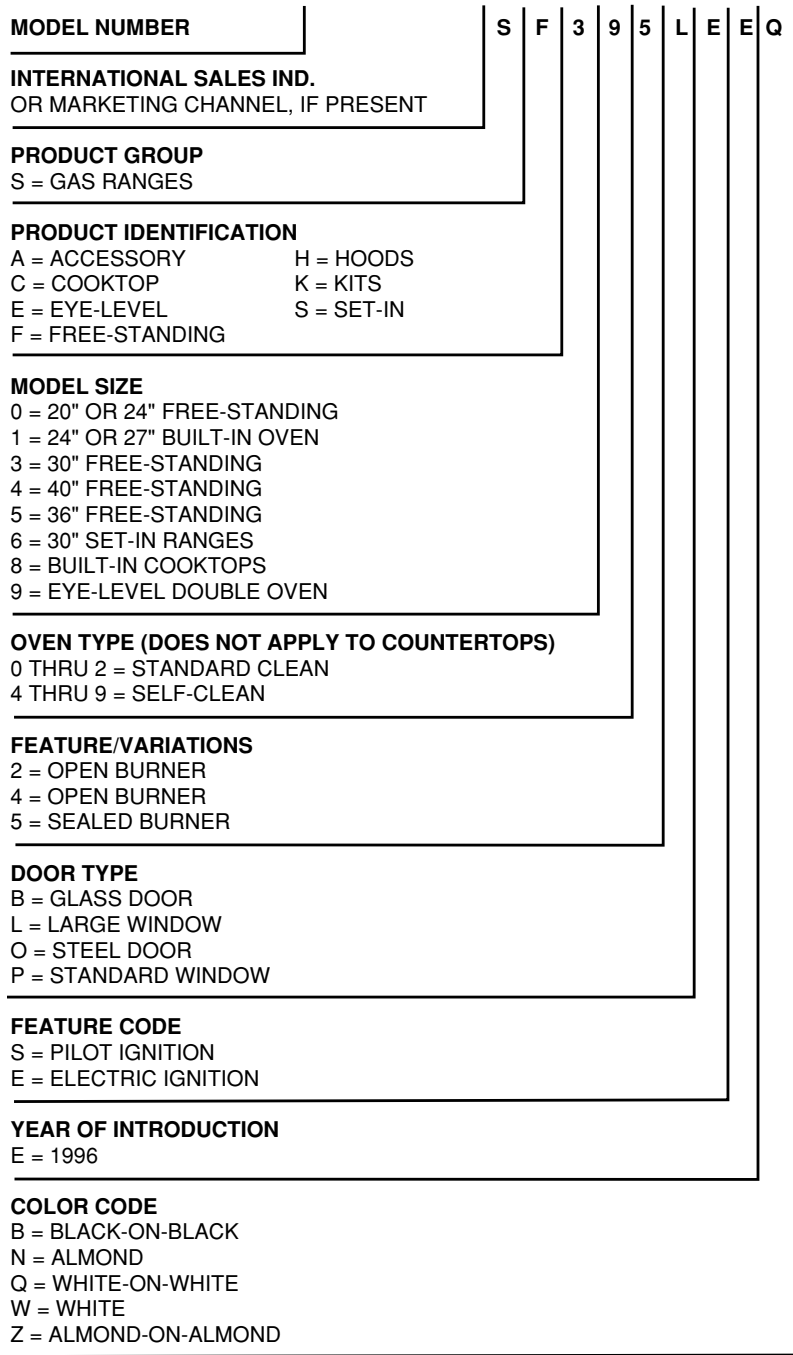 MODEL NUMBER S F 3 9 5 L E E Q
INTERNATIONAL SALES IND.
OR MARKETING CHANNEL, IF PRESENT
PRODUCT GROUP
S = GAS RANGES
PRODUCT IDENTIFICATION
A = ACCESSORY H = HOODS
C = COOKTOP K = KITS
E = EYE-LEVEL S = SET-IN
F = FREE-STANDING
MODEL SIZE
0 = 20" OR 24" FREE-STANDING
1 = 24" OR 27" BUILT-IN OVEN
3 = 30" FREE-STANDING
4 = 40" FREE-STANDING
5 = 36" FREE-STANDING
6 = 30" SET-IN RANGES
8 = BUILT-IN COOKTOPS
9 = EYE-LEVEL DOUBLE OVEN
OVEN TYPE (DOES NOT APPLY TO COUNTERTOPS)
0 THRU 2 = STANDARD CLEAN
4 THRU 9 = SELF-CLEAN
FEATURE/VARIATIONS
2 = OPEN BURNER
4 = OPEN BURNER
5 = SEALED BURNER
DOOR TYPE
B = GLASS DOOR
L = LARGE WINDOW
O = STEEL DOOR
P = STANDARD WINDOW
FEATURE CODE
S = PILOT IGNITION
E = ELECTRIC IGNITION
YEAR OF INTRODUCTION
E = 1996
COLOR CODE
B = BLACK-ON-BLACK
N = ALMOND
Q = WHITE-ON-WHITE
W = WHITE
Z = ALMOND-ON-ALMOND